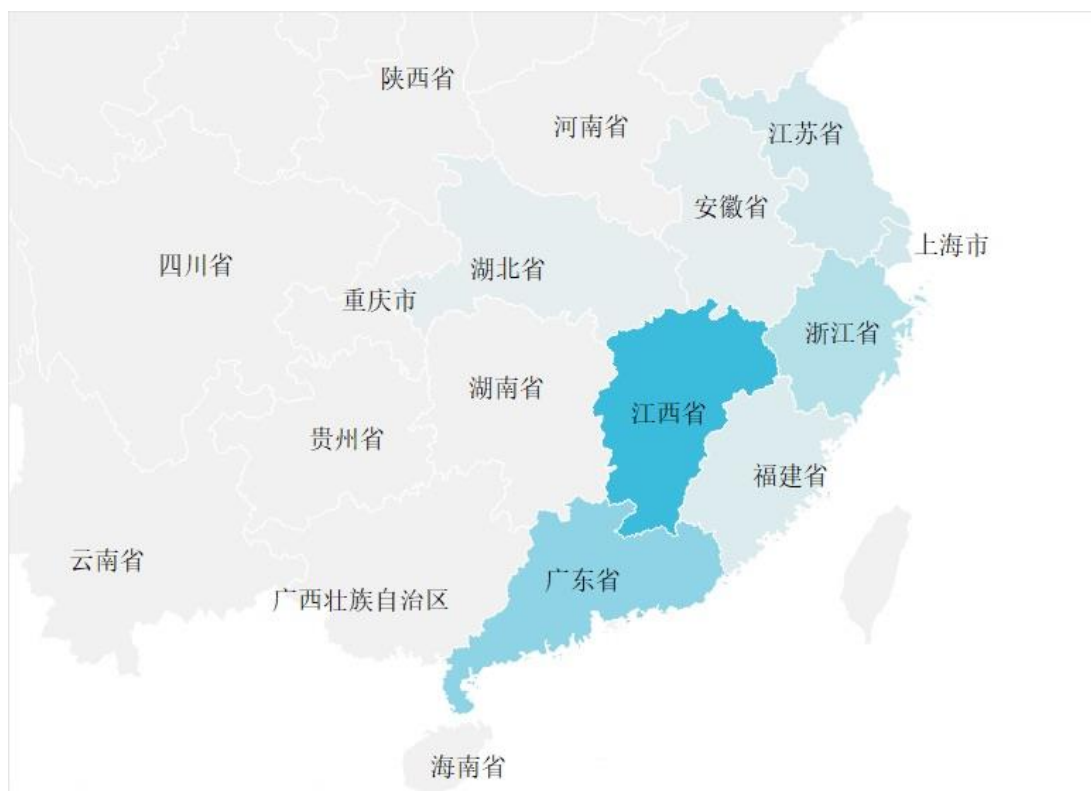 陕西省
河南省
江苏省
安徽省
上海市
四川省
湖北省
重庆市
浙江省
湖南省
江西省
贵州省
福建省
云南省
广东省
广西壮族自治区
海南省